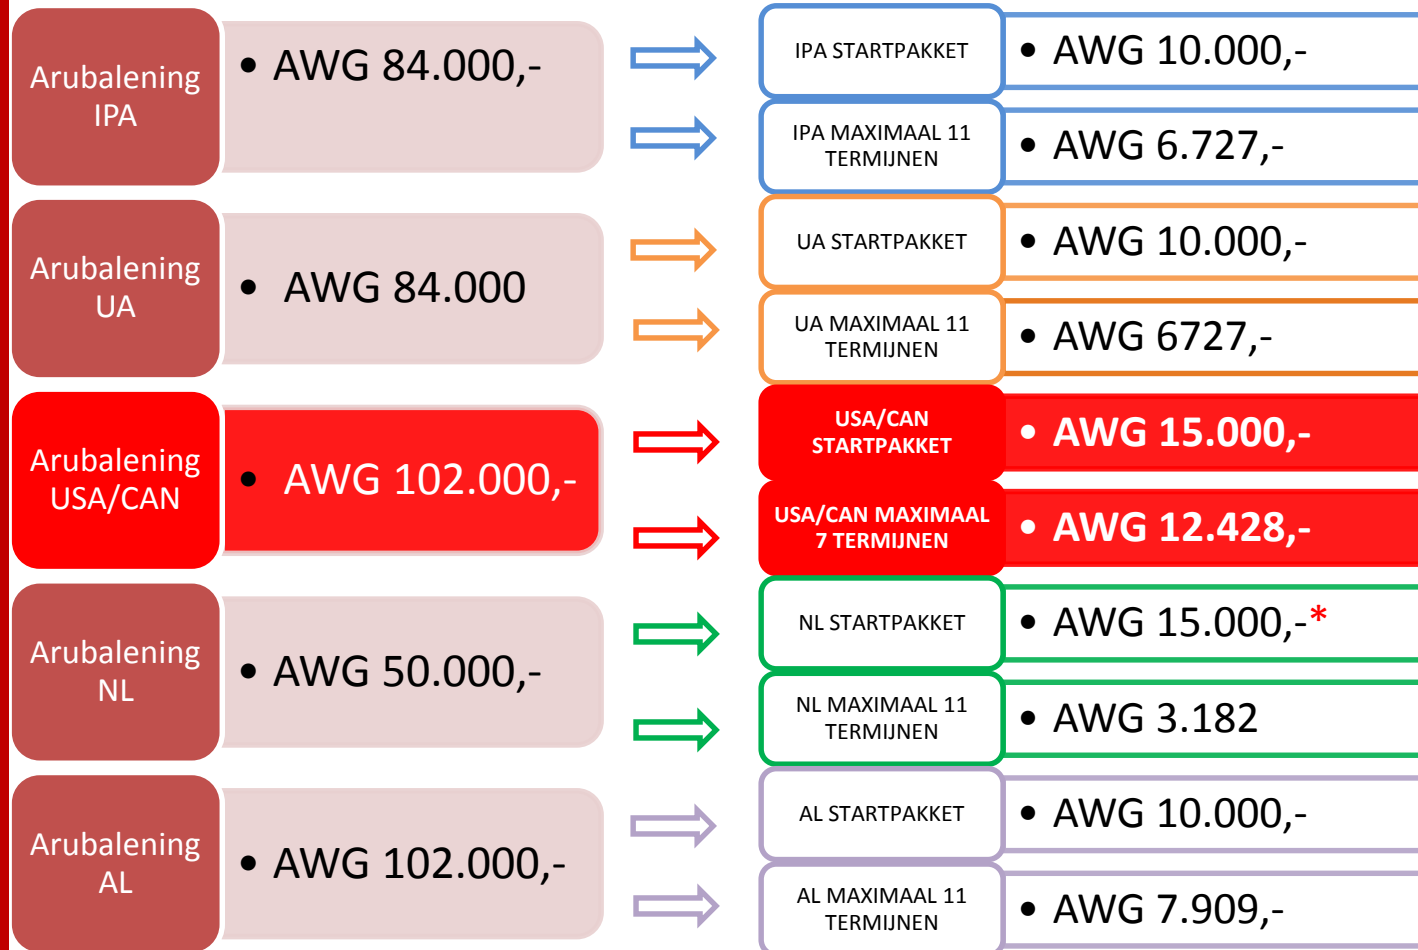 Arubalening
IPA
• AWG 84.000,-
IPA STARTPAKKET
• AWG 10.000,-
IPA MAXIMAAL 11
TERMIJNEN
• AWG 6.727,-
Arubalening
UA
• AWG 84.000
UA STARTPAKKET
• AWG 10.000,-
UA MAXIMAAL 11
TERMIJNEN
• AWG 6727,-
Arubalening
USA/CAN
• AWG 102.000,-
USA/CAN
STARTPAKKET
• AWG 15.000,-
USA/CAN MAXIMAAL
7 TERMIJNEN
• AWG 12.428,-
Arubalening
NL
• AWG 50.000,-
NL STARTPAKKET
• AWG 15.000,-*
NL MAXIMAAL 11
TERMIJNEN
• AWG 3.182
Arubalening
AL
• AWG 102.000,-
AL STARTPAKKET
• AWG 10.000,-
AL MAXIMAAL 11
TERMIJNEN
• AWG 7.909,-